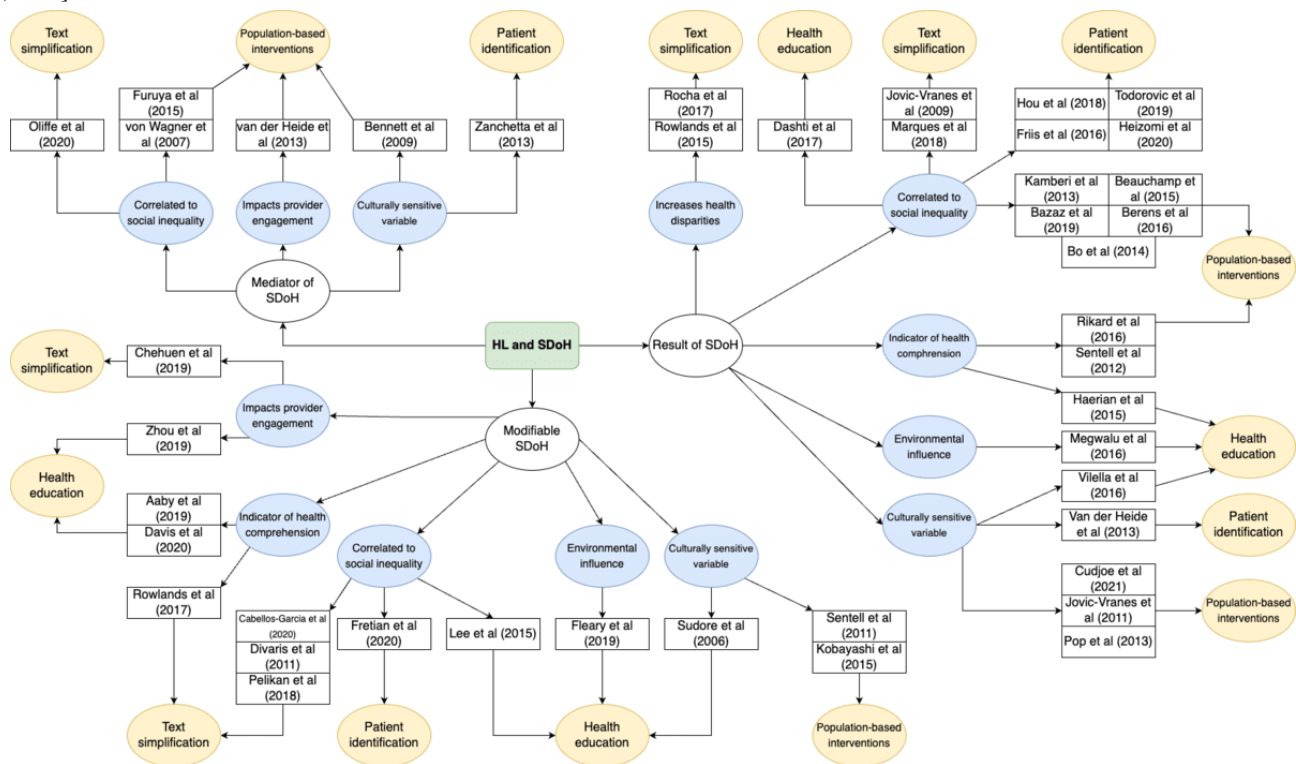 Text
simplification
Population-based
interventions
Patient
identification
Text
simplification
Health
education
Text
simplification
Patient
identification
Oliffe et al
(2020)
Furuya et al
(2015)
von Wagner et
al (2007)
van der Heide et
al (2013)
Bennett et al
(2009)
Zanchetta et al
(2013)
Rocha et al
(2017)
Rowlands et al
(2015)
Dashti et al
(2017)
Jovic-Vranes et
al (2009)
Marques et al
(2018)
Hou et al (2018)
Todorovic et al
(2019)
Friis et al (2016)
Heizomi et al
(2020)
Correlated to
social inequality
Impacts provider
engagement
Culturally sensitive
variable
Increases health
disparities
Correlated to
social inequality
Kamberi et al
(2013)
Beauchamp et
al (2015)
Bazaz et al
(2019)
Berens et al
(2016)
Bo et al (2014)
Population-based
interventions
Mediator of
SDoH
HL and SDoH
Result of SDoH
Text
simplification
Chehuen et al
(2019)
Impacts provider
engagement
Zhou et al
(2019)
Health
education
Modifiable
SDoH
Indicator of health
comphrension
Rikard et al
(2016)
Sentell et al
(2012)
Haerian et al
(2015)
Environmental
influence
Megwalu et al
(2016)
Health
education
Vilella et al
(2016)
Culturally sensitive
variable
Van der Heide
et al (2013)
Patient
identification
Cudjoe et al
(2021)
Jovic-Vranes et al
(2011)
Pop et al (2013)
Population-based
interventions
Aaby et al
(2019)
Davis et al
(2020)
Indicator of health
comprehension
Correlated to
social inequality
Environmental
influence
Culturally sensitive
variable
Rowlands et al
(2017)
Cabellos-Garcia et al
(2020)
Divaris et al
(2011)
Pelikan et al
(2018)
Fretian et al
(2020)
Lee et al (2015)
Fleary et al
(2019)
Sudore et al
(2006)
Sentell et al
(2011)
Kobayashi et al
(2015)
Text
simplification
Patient
identification
Health
education
Population-based
interventions